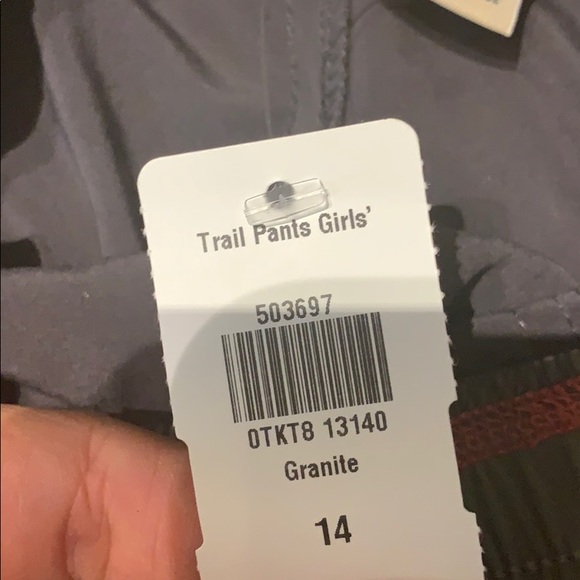 Trail Pants Girls'
503697
0TKT8 13140
Granite
14